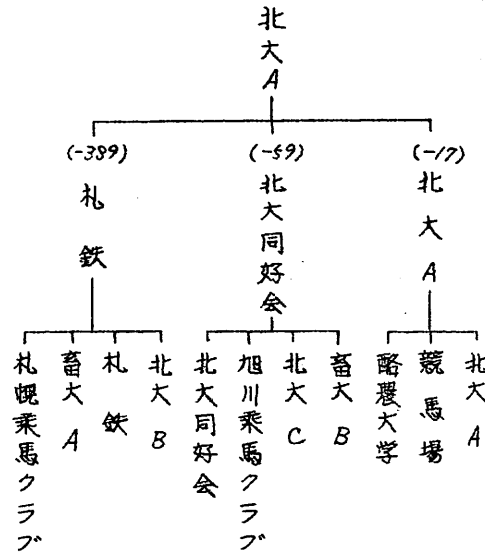 北大A
(-389)
(-59)
(-17)
札鉄
北大同好会
北大A
札幌乗馬クラブ
畜大A
札鉄
北大B
北大同好会
旭川乗馬クラブ
北大C
畜大B
酪農大学
競馬場
北大A